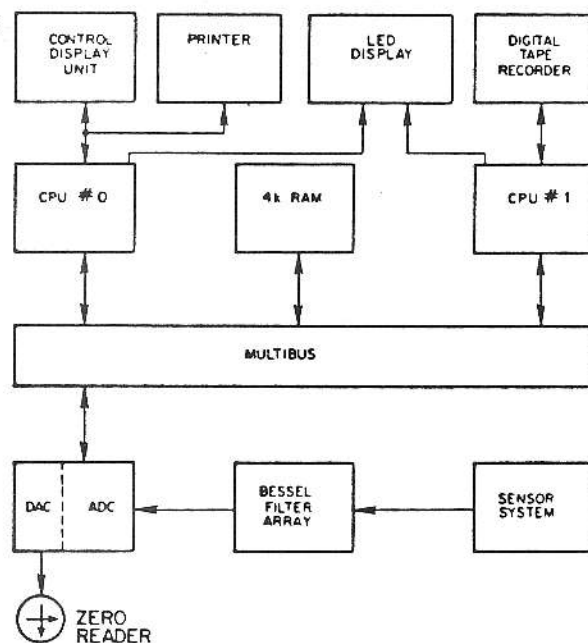 CONTROL
DISPLAY
UNIT
PRINTER
LED
DISPLAY
DIGITAL
TAPE
RECORDER
CPU # 0
4k RAM
CPU # 1
MULTIBUS
DAC
ADC
BESSEL
FILTER
ARRAY
SENSOR
SYSTEM
ZERO
READER